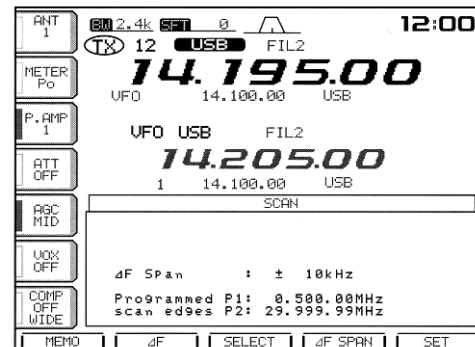 ANT
1
BW 2.4k SFT 0
12:00
TX 12 USB FIL2
METER
Po
14.195.00
VFO 14.100.00 USB
P.AMP
1
VFO USB FIL2
14.205.00
1 14.100.00 USB
ATT
OFF
AGC
MID
VOX
OFF
COMP
OFF
WIDE
SCAN
⊿F SPan : ± 10kHz
Programmed P1: 0.500.00MHz
scan edges P2: 29.999.99MHz
MEMO ⊿F SELECT ⊿F SPAN SET